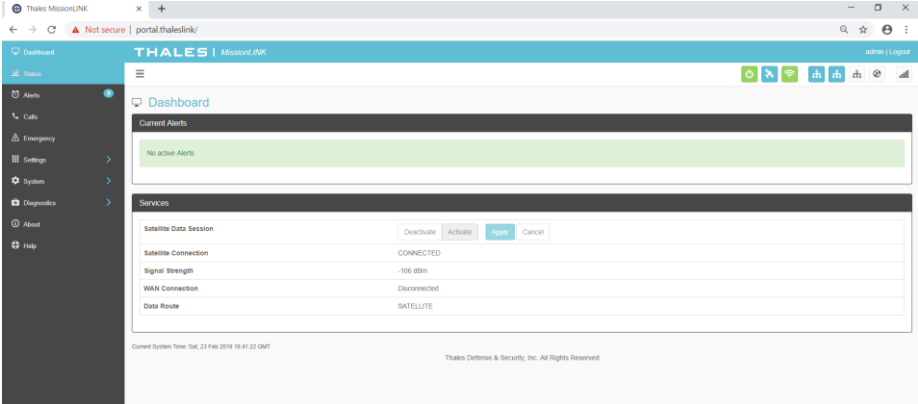 Thales MissionLINK
Not secure | portal.thaleslink/
Dashboard
THALES | MissionLINK
admin | Logout
Status
Alerts
Dashboard
Calls
Current Alerts
Emergency
No active Alerts.
Settings
System
Diagnostics
Services
About
Satellite Data Session
Deactivate Activate Apply Cancel
Help
Satellite Connection CONNECTED
Signal Strength -106 dBm
WAN Connection Disconnected
Data Route SATELLITE
Current System Time: Sat, 23 Feb 2019 16:41:22 GMT
Thales Defense & Security, Inc. All Rights Reserved